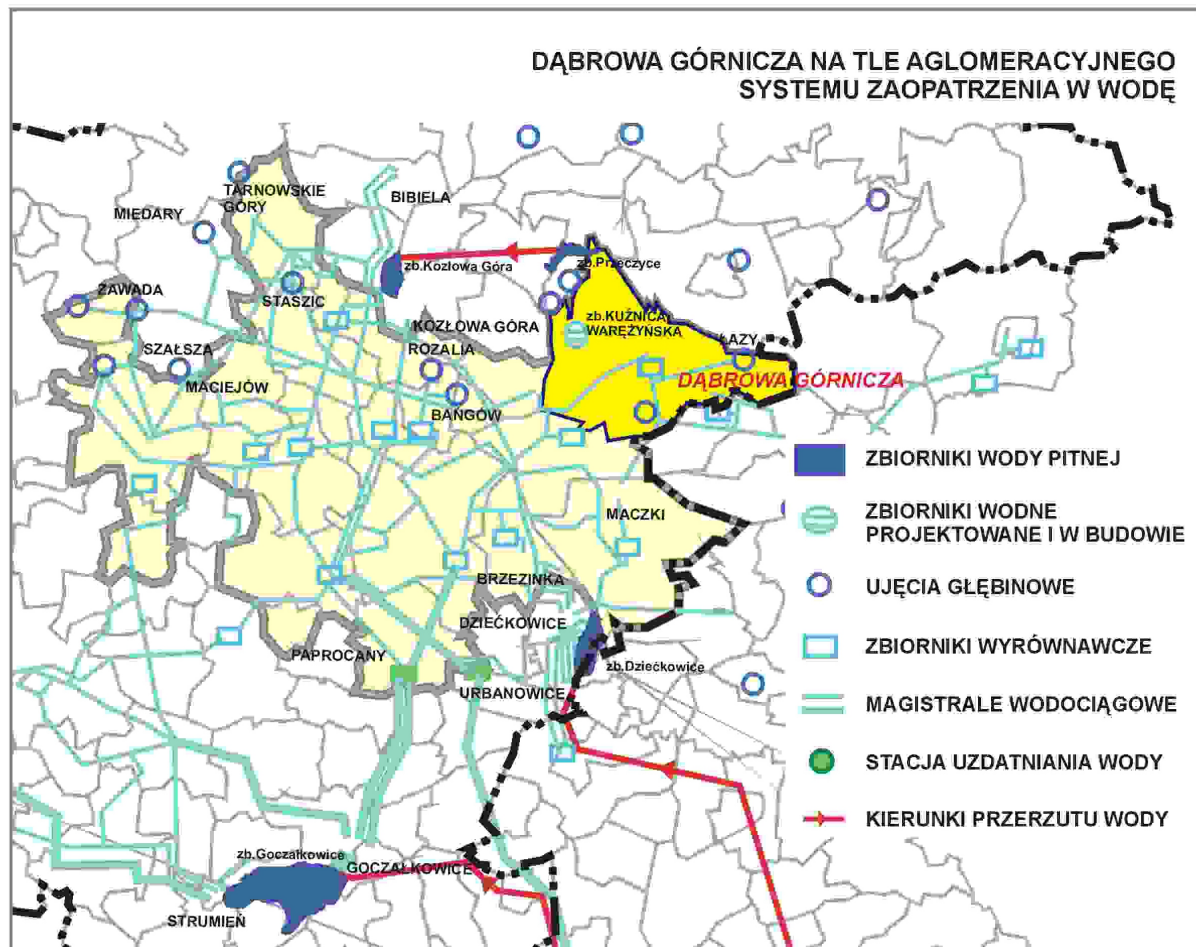 DĄBROWA GÓRNICZA NA TLE AGLOMERACYJNEGO
SYSTEMU ZAOPATRZENIA W WODĘ
TARNOWSKIE
GÓRY
BIBIELA
MIEDARY
zb.Kozłowa Góra
zb.Przeczyce
ZAWADA
STASZIC
zb.KUŹNICA
WARĘŻYŃSKA
KOZŁOWA GÓRA
ŁAZY
SZAŁSZA
ROZALIA
MACIEJÓW
DĄBROWA GÓRNICZA
BAŃGÓW
ZBIORNIKI WODY PITNEJ
MACZKI
ZBIORNIKI WODNE
PROJEKTOWANE I W BUDOWIE
BRZEZINKA
UJĘCIA GŁĘBINOWE
DZIEĆKOWICE
ZBIORNIKI WYRÓWNAWCZE
PAPROCANY
zb.Dziećkowice
URBANOWICE
MAGISTRALE WODOCIĄGOWE
STACJA UZDATNIANIA WODY
KIERUNKI PRZERZUTU WODY
zb.Goczałkowice
GOCZAŁKOWICE
STRUMIEŃ